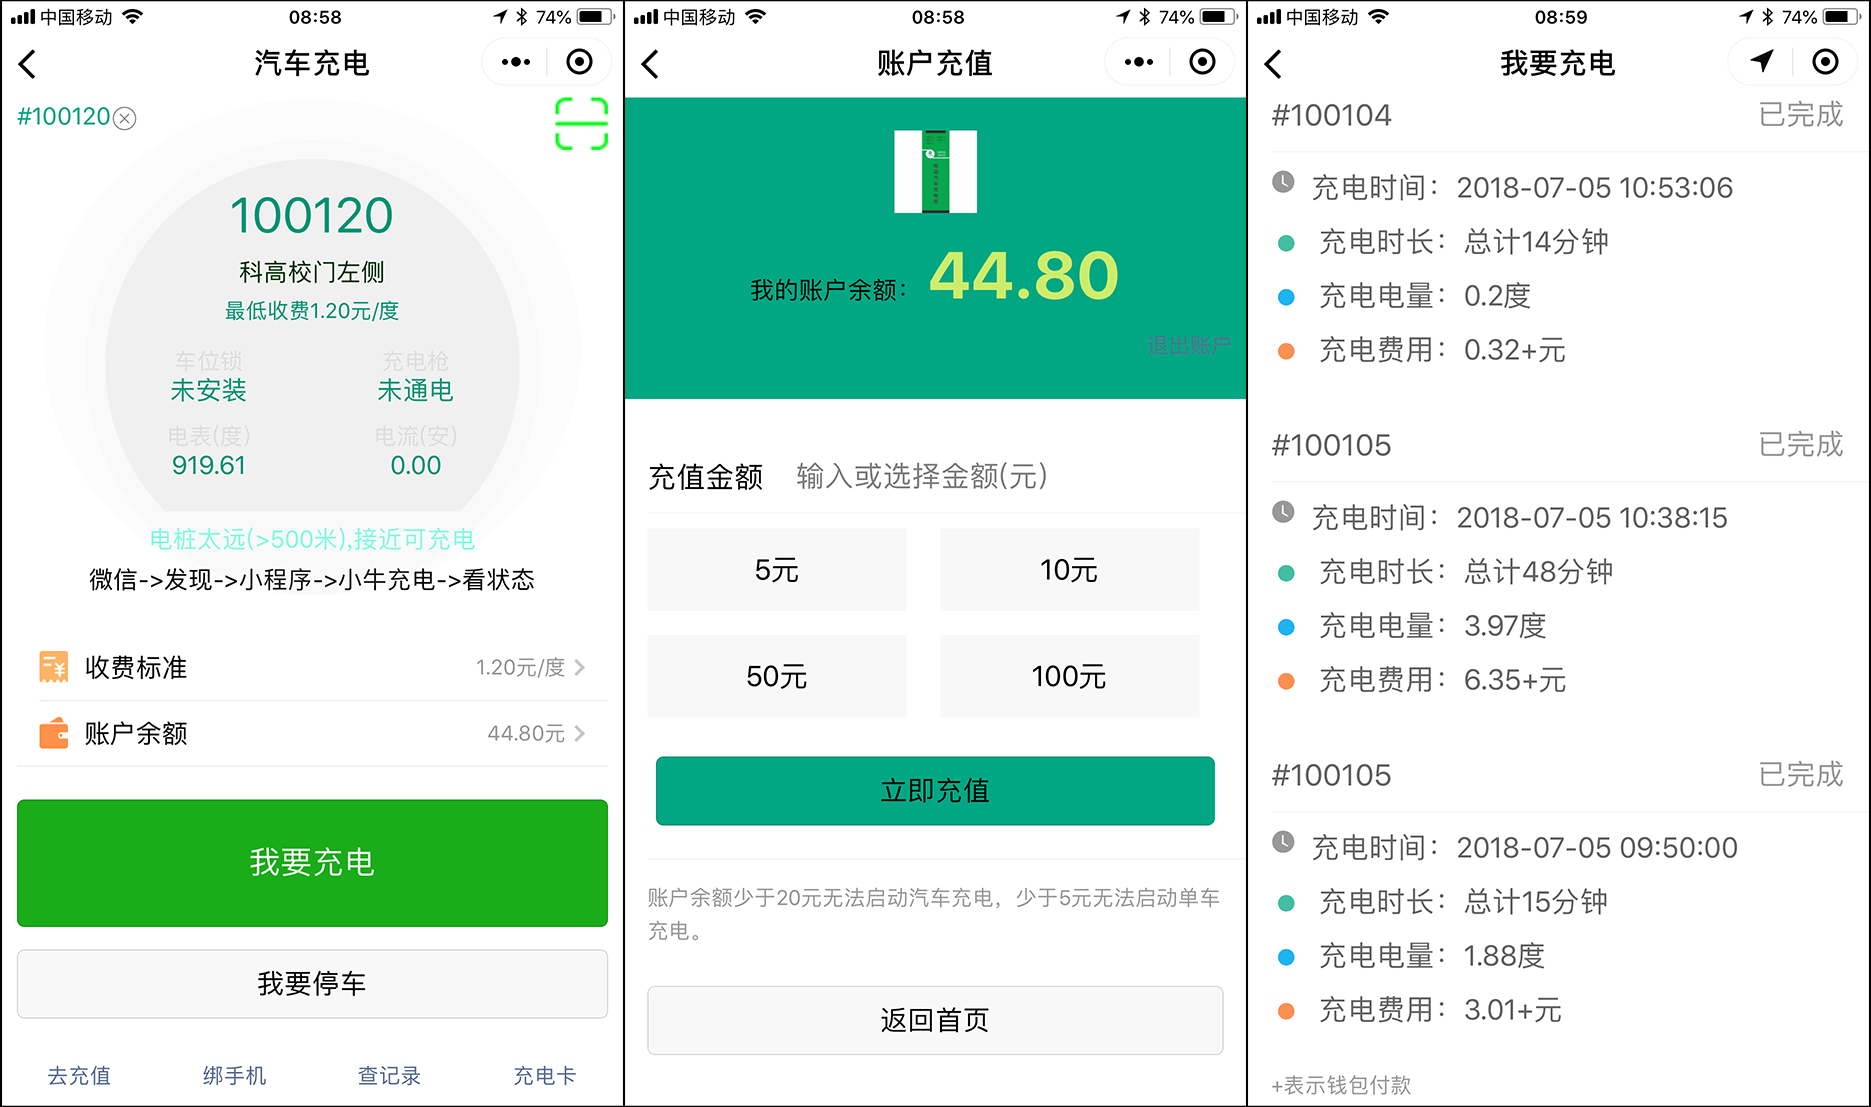 中国移动
08:58
74%
汽车充电
#100120
100120
科高校门左侧
最低收费1.20元/度
车位锁 充电枪
未安装 未通电
电表(度) 电流(安)
919.61 0.00
电桩太远(>500米),接近可充电
微信->发现->小程序->小牛充电->看状态
收费标准 1.20元/度
账户余额 44.80元
我要充电
我要停车
去充值 绑手机 查记录 充电卡
中国移动
08:58
74%
账户充值
我的账户余额: 44.80
退出账户
充值金额 输入或选择金额(元)
5元 10元
50元 100元
立即充值
账户余额少于20元无法启动汽车充电，少于5元无法启动单车
充电。
返回首页
中国移动
08:59
74%
我要充电
#100104 已完成
充电时间：2018-07-05 10:53:06
充电时长：总计14分钟
充电电量：0.2度
充电费用：0.32+元
#100105 已完成
充电时间：2018-07-05 10:38:15
充电时长：总计48分钟
充电电量：3.97度
充电费用：6.35+元
#100105 已完成
充电时间：2018-07-05 09:50:00
充电时长：总计15分钟
充电电量：1.88度
充电费用：3.01+元
+表示钱包付款